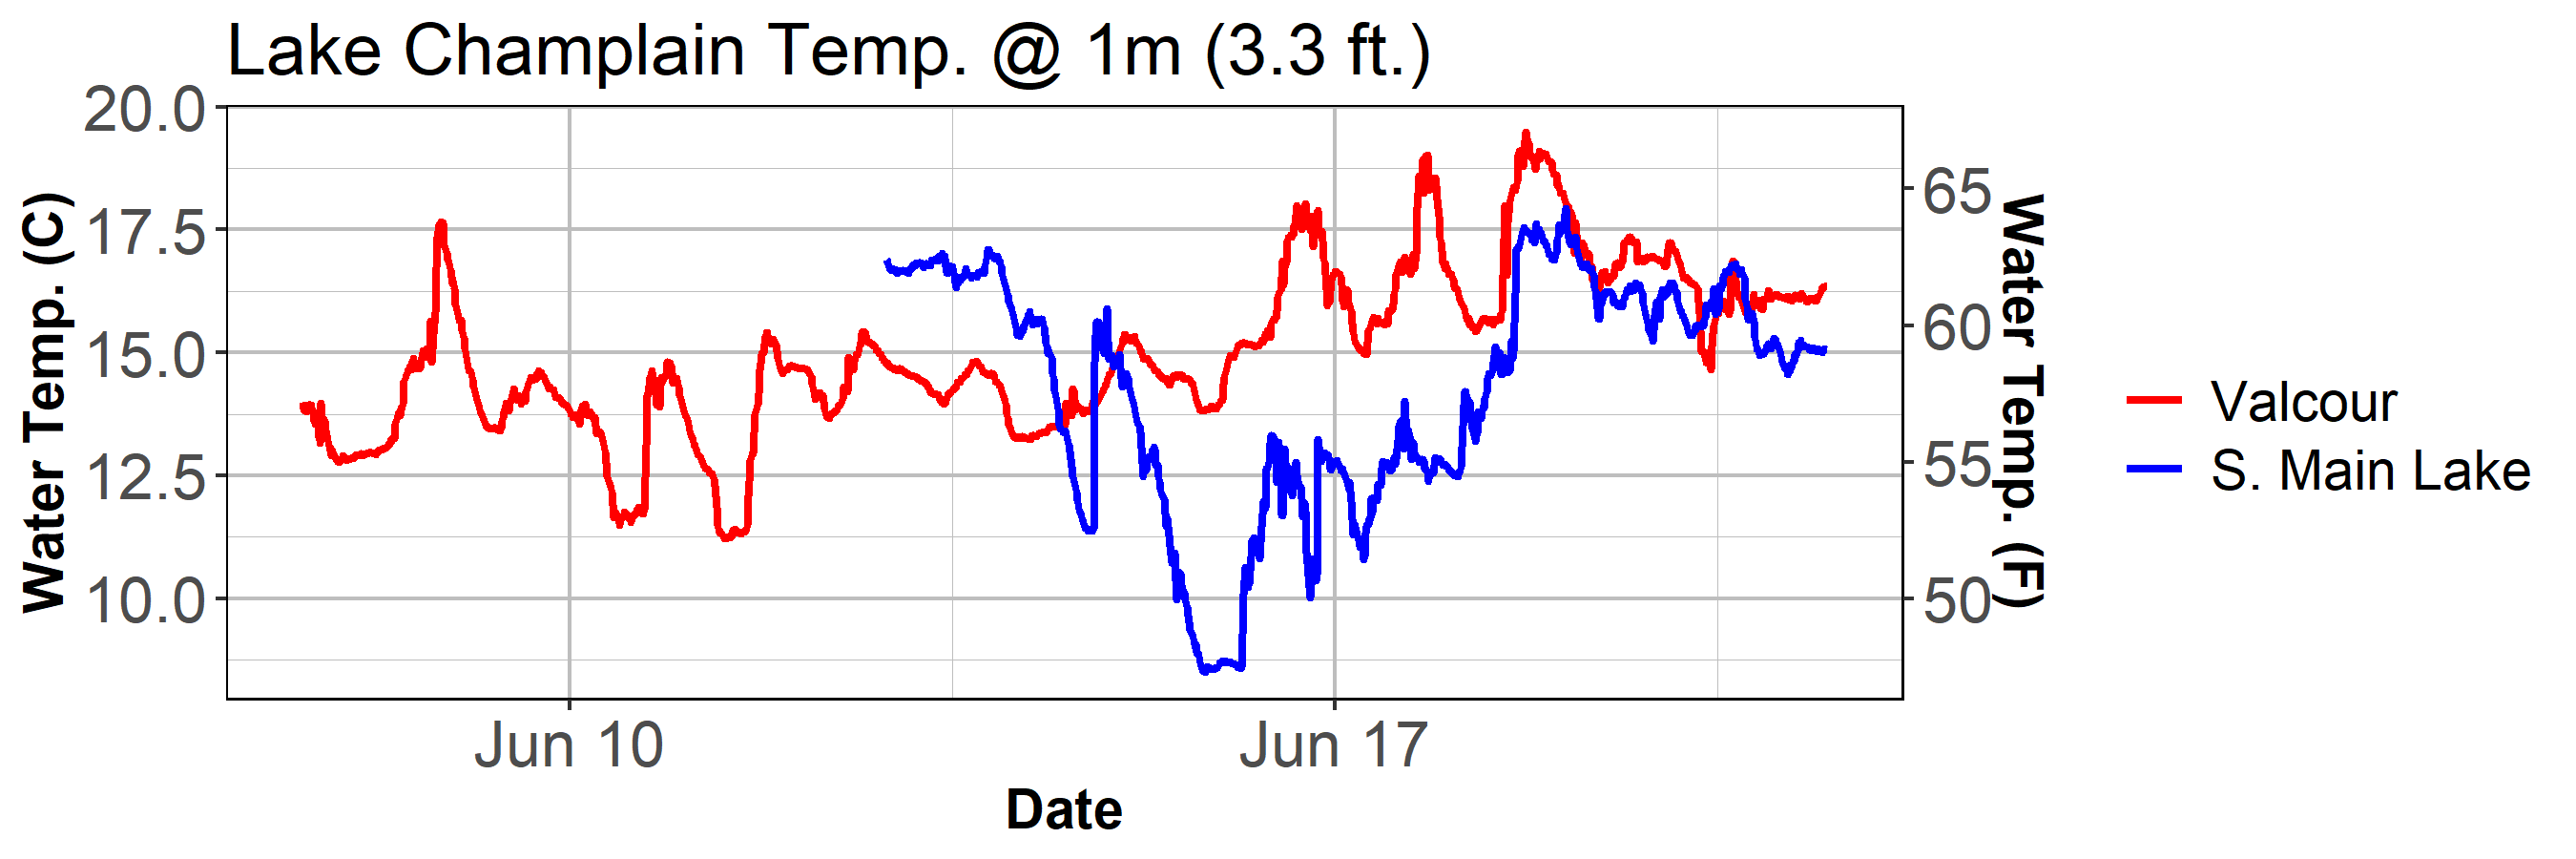 Lake Champlain Temp. @ 1m (3.3 ft.)
Water Temp. (C)
20.0
17.5
15.0
12.5
10.0
65
60
55
50
Water Temp. (F)
Jun 10
Jun 17
Date
Valcour
S. Main Lake